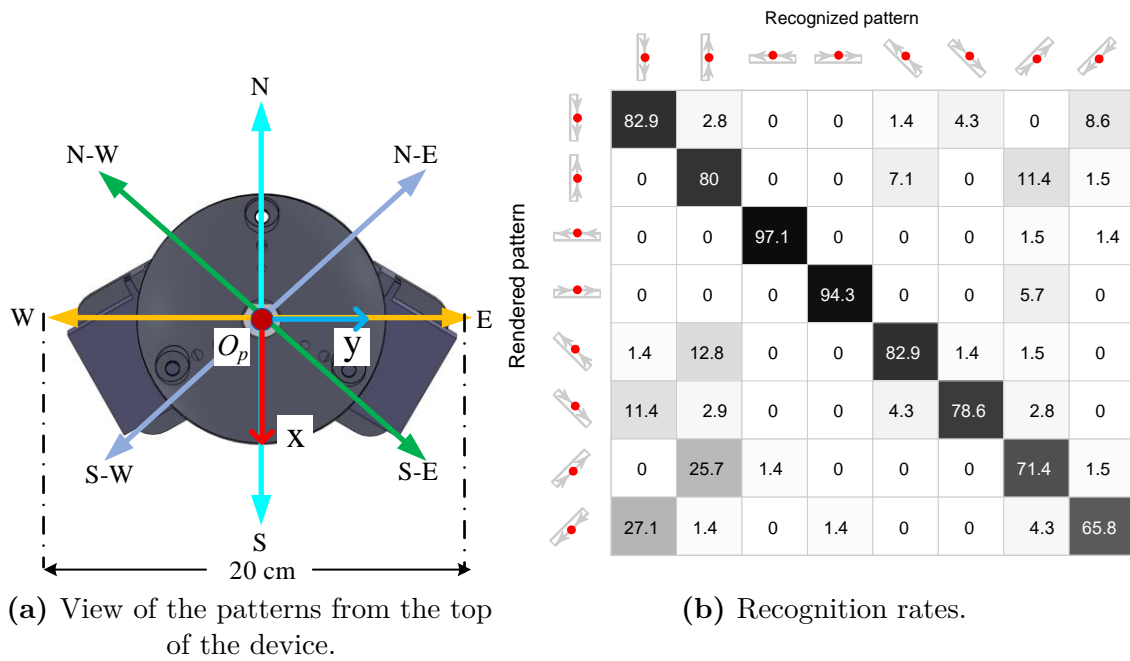 N
N-W
N-E
W
E
O_p
y
x
S-W
S-E
S
20 cm
(a) View of the patterns from the top
of the device.
Recognized pattern
Rendered pattern
82.9 2.8 0 0 1.4 4.3 0 8.6
0 80 0 0 7.1 0 11.4 1.5
0 0 97.1 0 0 0 1.5 1.4
0 0 0 94.3 0 0 5.7 0
1.4 12.8 0 0 82.9 1.4 1.5 0
11.4 2.9 0 0 4.3 78.6 2.8 0
0 25.7 1.4 0 0 0 71.4 1.5
27.1 1.4 0 1.4 0 0 4.3 65.8
(b) Recognition rates.